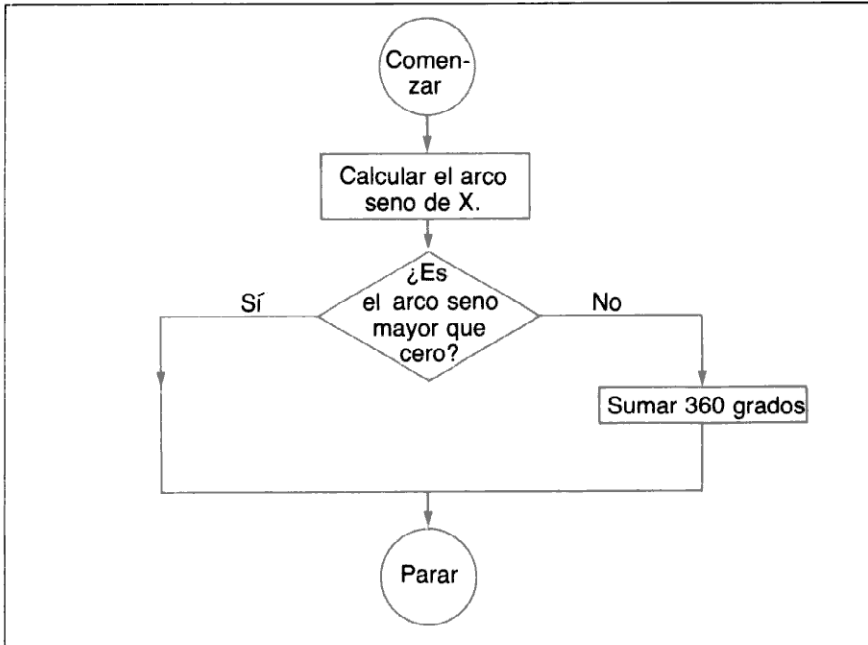 Comen-
zar
Calcular el arco
seno de X.
¿Es
el arco seno
mayor que
cero?
Sí
No
Sumar 360 grados
Parar